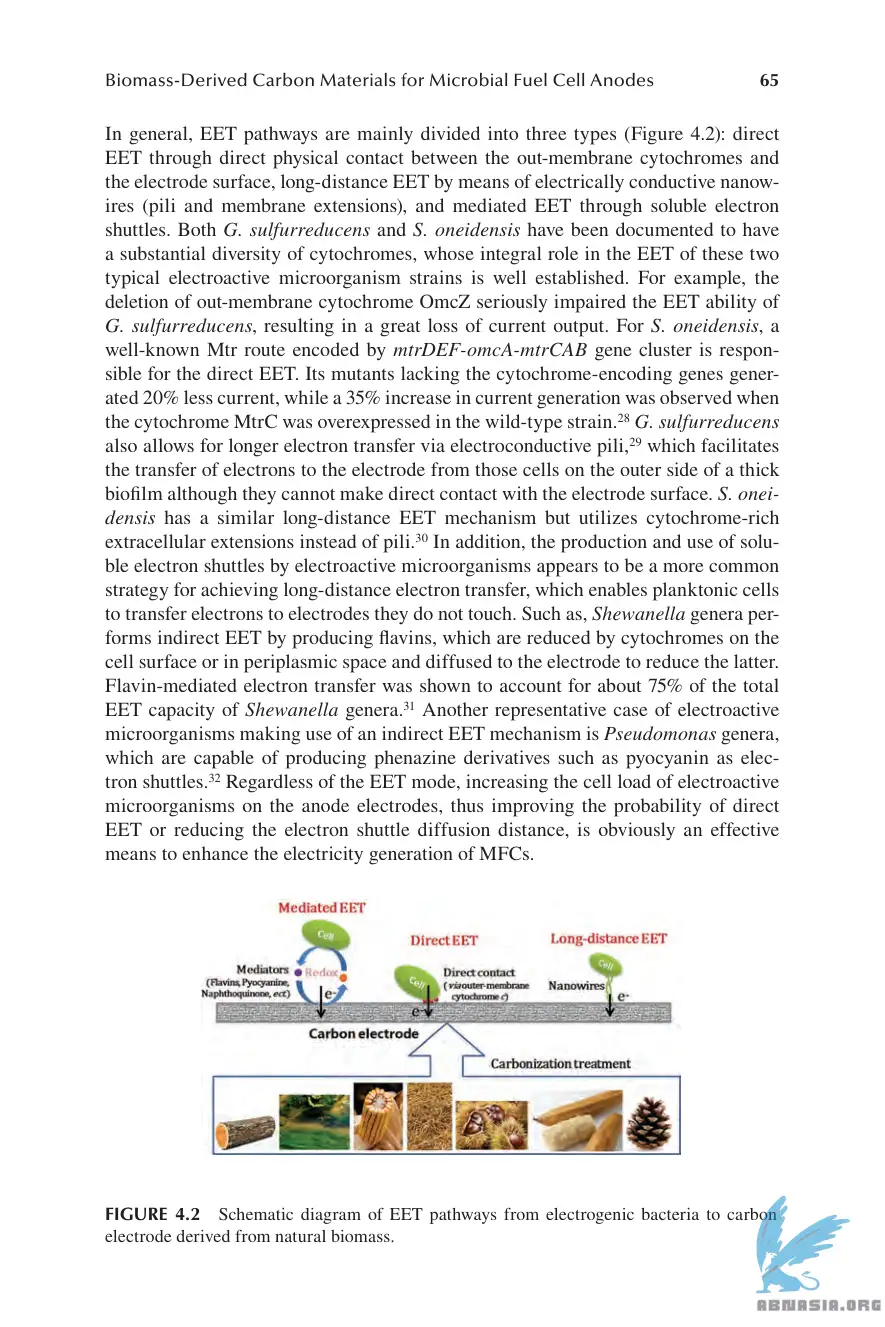 Biomass-Derived Carbon Materials for Microbial Fuel Cell Anodes 65
In general, EET pathways are mainly divided into three types (Figure 4.2): direct
EET through direct physical contact between the out-membrane cytochromes and
the electrode surface, long-distance EET by means of electrically conductive nanow-
ires (pili and membrane extensions), and mediated EET through soluble electron
shuttles. Both G. sulfurreducens and S. oneidensis have been documented to have
a substantial diversity of cytochromes, whose integral role in the EET of these two
typical electroactive microorganism strains is well established. For example, the
deletion of out-membrane cytochrome OmcZ seriously impaired the EET ability of
G. sulfurreducens, resulting in a great loss of current output. For S. oneidensis, a
well-known Mtr route encoded by mtrDEF-omcA-mtrCAB gene cluster is respon-
sible for the direct EET. Its mutants lacking the cytochrome-encoding genes gener-
ated 20% less current, while a 35% increase in current generation was observed when
the cytochrome MtrC was overexpressed in the wild-type strain.28 G. sulfurreducens
also allows for longer electron transfer via electroconductive pili,29 which facilitates
the transfer of electrons to the electrode from those cells on the outer side of a thick
biofilm although they cannot make direct contact with the electrode surface. S. onei-
densis has a similar long-distance EET mechanism but utilizes cytochrome-rich
extracellular extensions instead of pili.30 In addition, the production and use of solu-
ble electron shuttles by electroactive microorganisms appears to be a more common
strategy for achieving long-distance electron transfer, which enables planktonic cells
to transfer electrons to electrodes they do not touch. Such as, Shewanella genera per-
forms indirect EET by producing flavins, which are reduced by cytochromes on the
cell surface or in periplasmic space and diffused to the electrode to reduce the latter.
Flavin-mediated electron transfer was shown to account for about 75% of the total
EET capacity of Shewanella genera.31 Another representative case of electroactive
microorganisms making use of an indirect EET mechanism is Pseudomonas genera,
which are capable of producing phenazine derivatives such as pyocyanin as elec-
tron shuttles.32 Regardless of the EET mode, increasing the cell load of electroactive
microorganisms on the anode electrodes, thus improving the probability of direct
EET or reducing the electron shuttle diffusion distance, is obviously an effective
means to enhance the electricity generation of MFCs.
Mediated EET
Cell
Mediators
(Flavins, Pyocyanine,
Naphthoquinone, ect)
Redox
e-
Direct EET
Cell
Direct contact
(via outer-membrane
cytochrome c)
e-
Long-distance EET
Cell
Nanowires
e-
Carbon electrode
Carbonization treatment
FIGURE 4.2 Schematic diagram of EET pathways from electrogenic bacteria to carbon
electrode derived from natural biomass.
ABNASIA.ORG